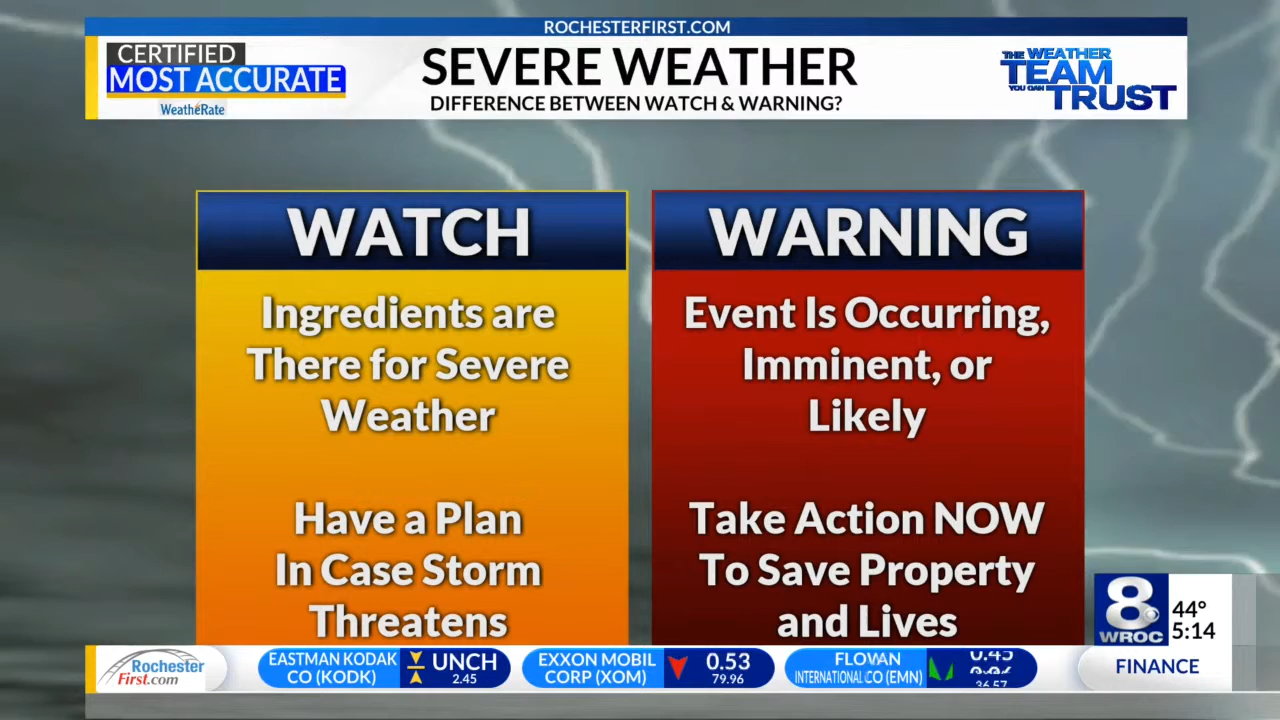 ROCHESTERFIRST.COM
CERTIFIED
MOST ACCURATE
WeatheRate
SEVERE WEATHER
DIFFERENCE BETWEEN WATCH & WARNING?
THE WEATHER
TEAM
YOU CAN
TRUST
WATCH
Ingredients are
There for Severe
Weather
Have a Plan
In Case Storm
Threatens
WARNING
Event Is Occurring,
Imminent, or
Likely
Take Action NOW
To Save Property
and Lives
8
WROC
44°
5:14
Rochester
First.com
EASTMAN KODAK
CO (KODK)
UNCH
2.45
EXXON MOBIL
CORP (XOM)
0.53
79.96
INTERNATIONAL
CO (EMN)
36.57
FINANCE